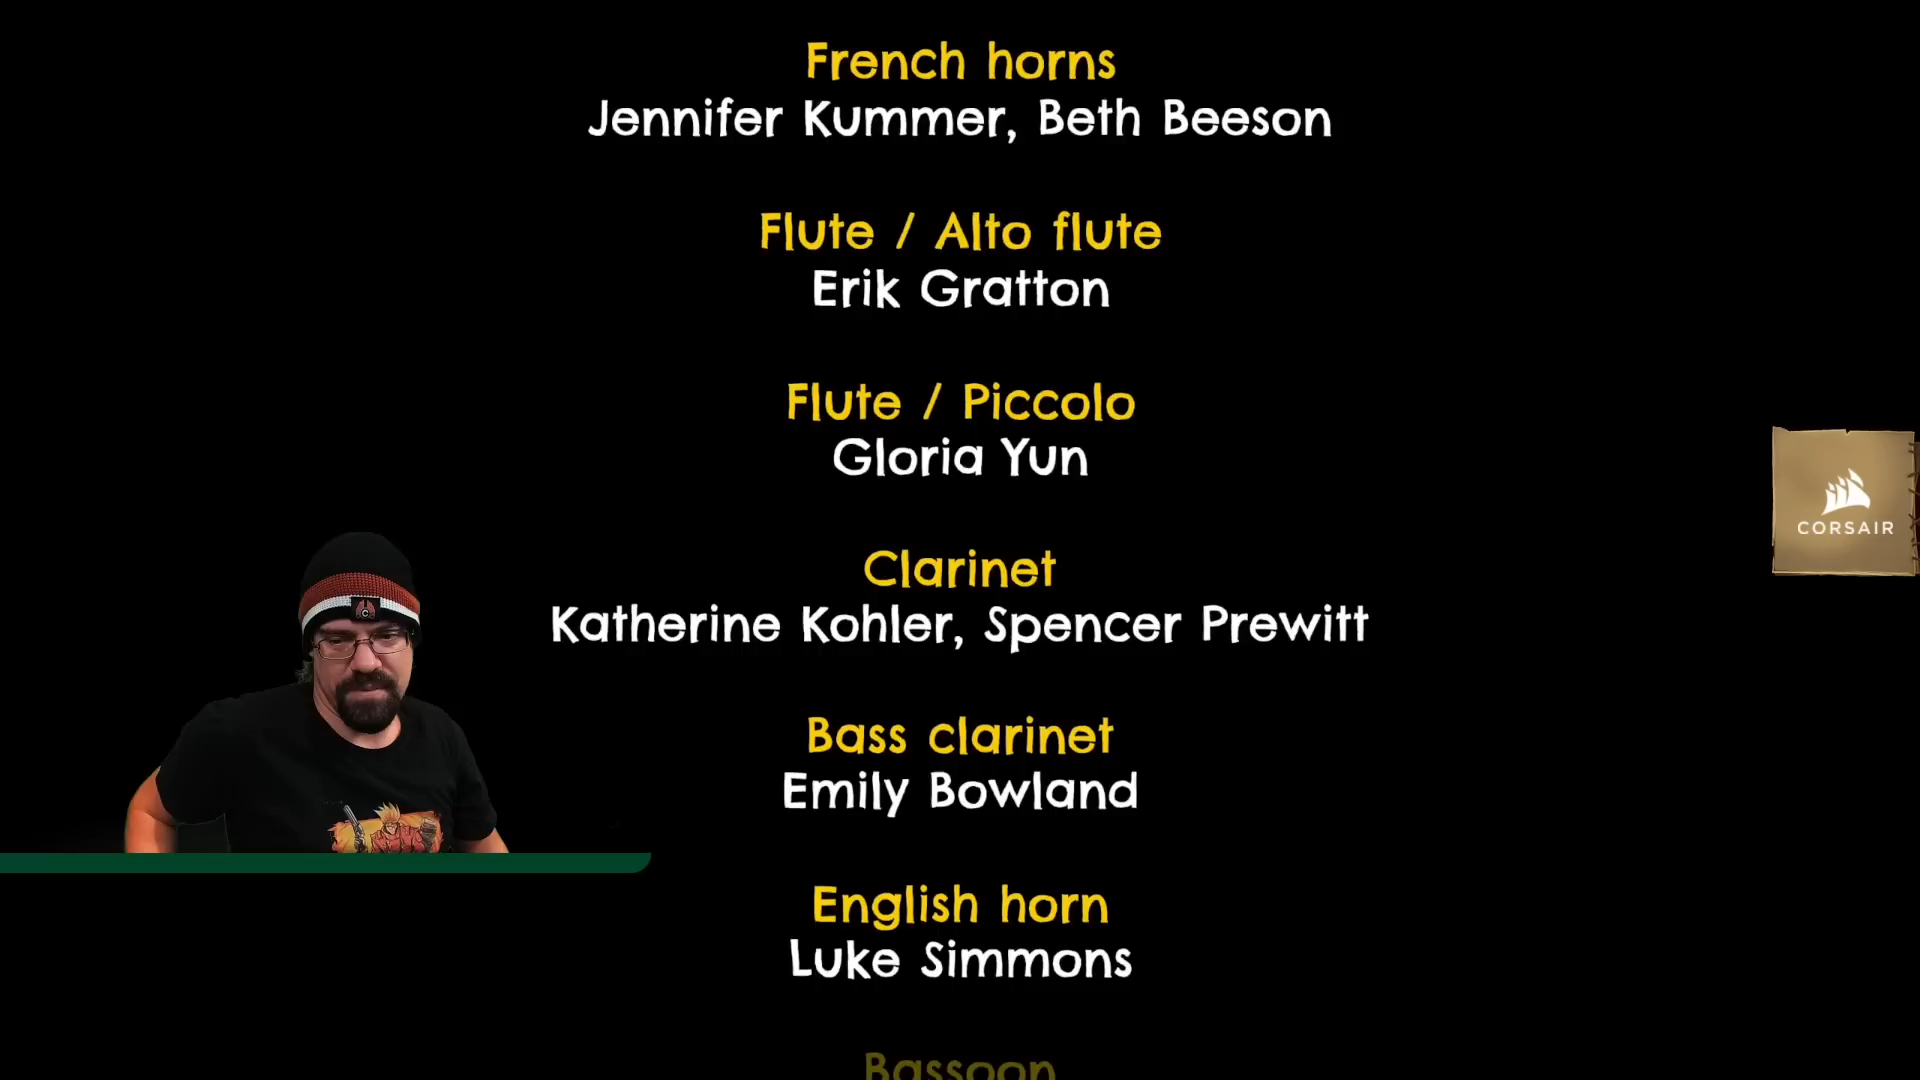 French horns
Jennifer Kummer, Beth Beeson
Flute / Alto flute
Erik Gratton
Flute / Piccolo
Gloria Yun
Clarinet
Katherine Kohler, Spencer Prewitt
Bass clarinet
Emily Bowland
English horn
Luke Simmons
Bassoon
CORSAIR